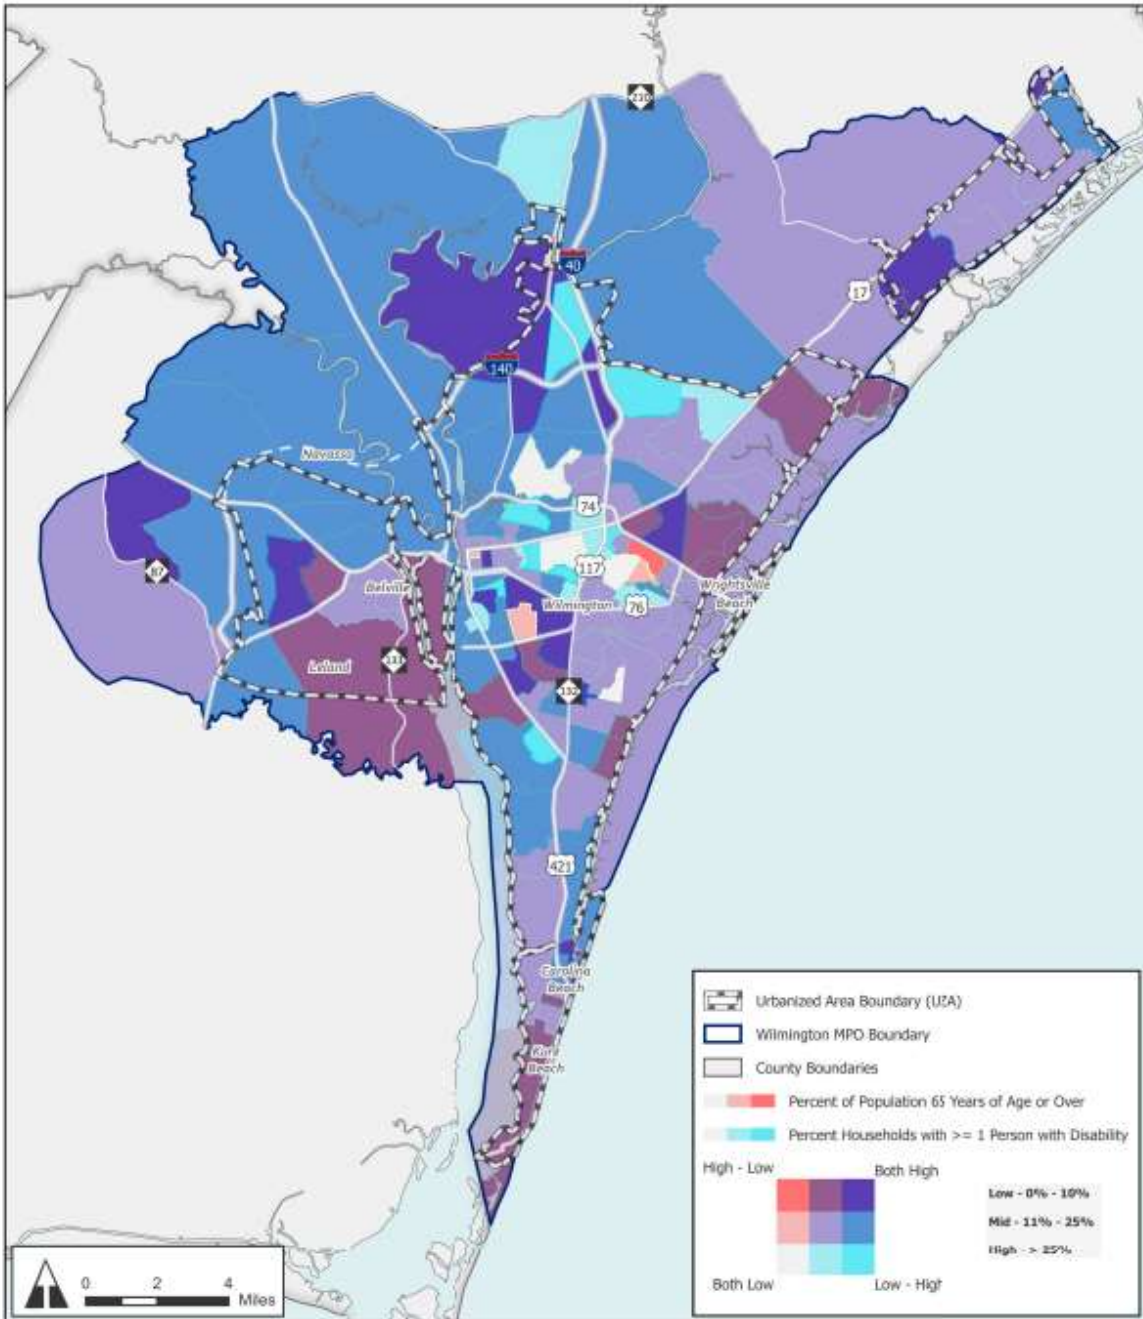 210
40
17
140
Navassa
74
87
117
Belville
Wrightsville
Beach
Wilmington
76
Leland
133
132
421
Carolina
Beach
Kure
Beach
Urbanized Area Boundary (UZA)
Wilmington MPO Boundary
County Boundaries
Percent of Population 65 Years of Age or Over
Percent Households with >= 1 Person with Disability
High - Low
Both High
Low - 0% - 10%
Mid - 11% - 25%
High - > 25%
Both Low
Low - High
0 2 4
Miles